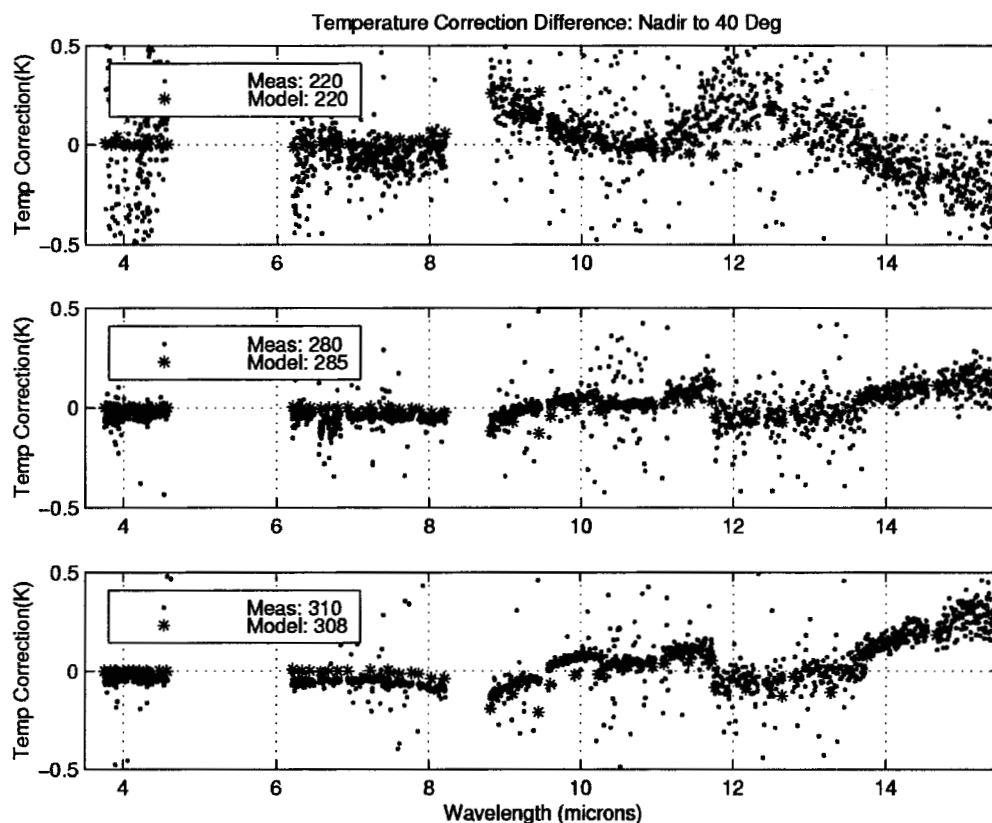 Temperature Correction Difference: Nadir to 40 Deg
Temp Correction(K)
0.5
0
−0.5
Meas: 220
Model: 220
4
6
8
10
12
14
Temp Correction(K)
0.5
0
−0.5
Meas: 280
Model: 285
4
6
8
10
12
14
Temp Correction(K)
0.5
0
−0.5
Meas: 310
Model: 308
4
6
8
10
12
14
Wavelength (microns)